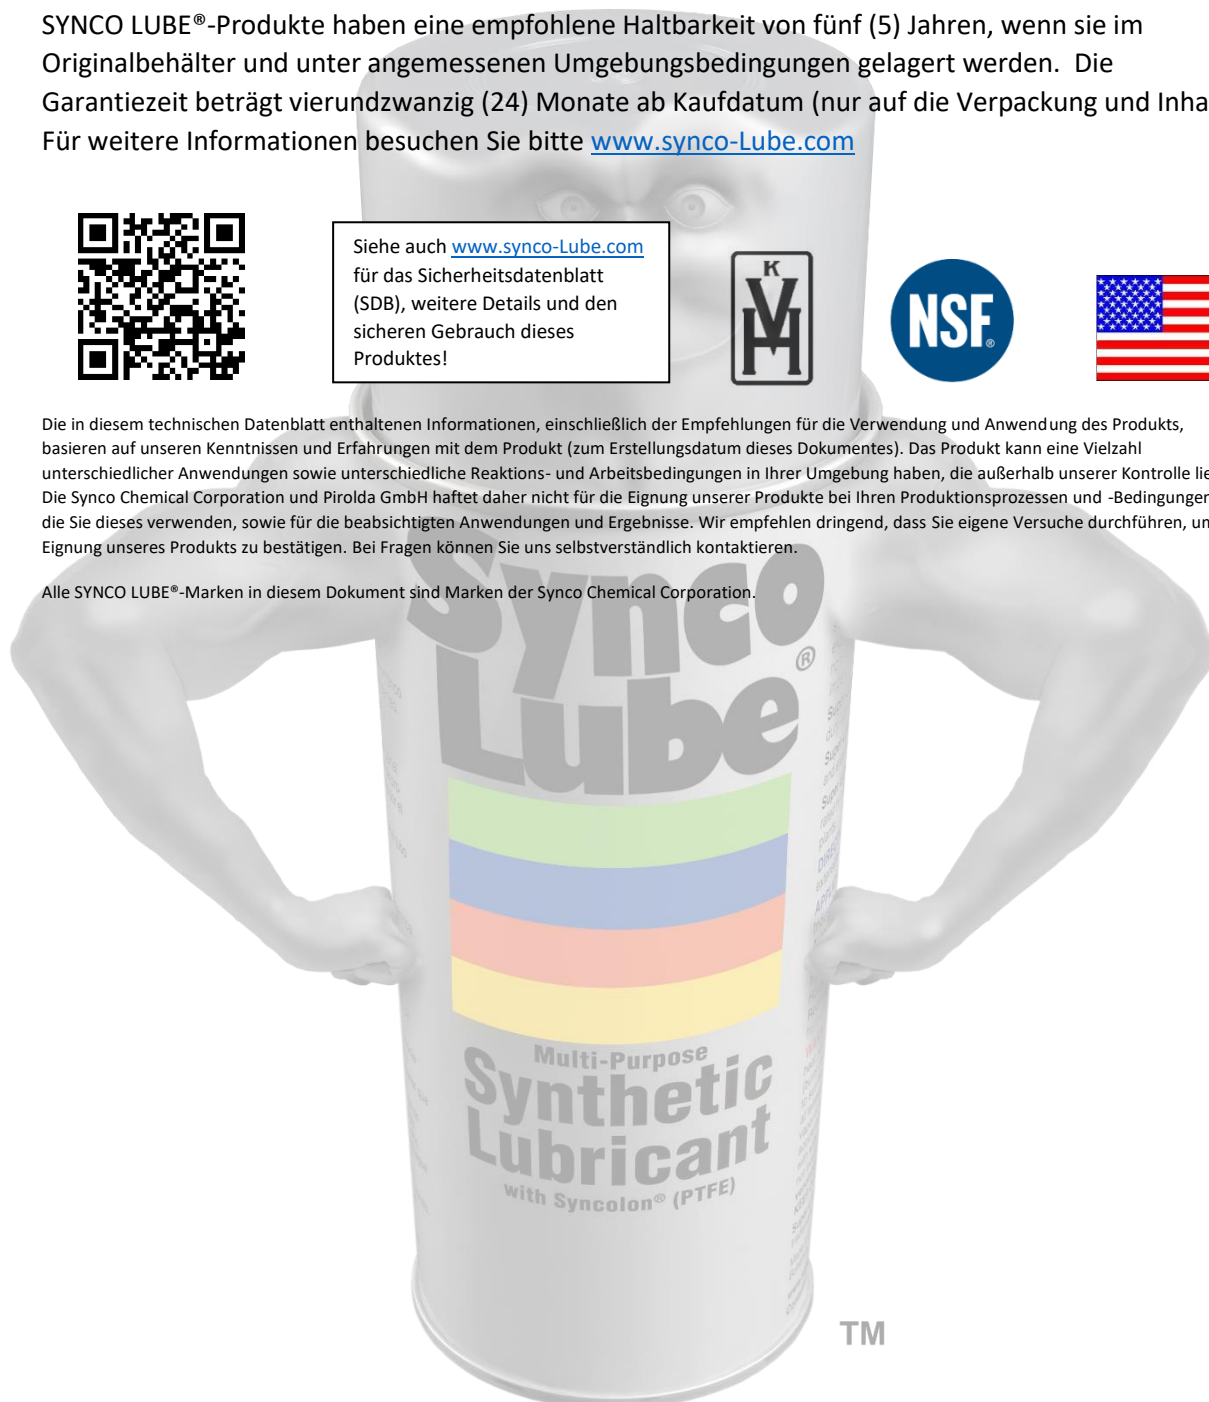 SYNCO LUBE®-Produkte haben eine empfohlene Haltbarkeit von fünf (5) Jahren, wenn sie im
Originalbehälter und unter angemessenen Umgebungsbedingungen gelagert werden.  Die
Garantiezeit beträgt vierundzwanzig (24) Monate ab Kaufdatum (nur auf die Verpackung und Inha
Für weitere Informationen besuchen Sie bitte www.synco-Lube.com
Siehe auch www.synco-Lube.com
für das Sicherheitsdatenblatt
(SDB), weitere Details und den
sicheren Gebrauch dieses
Produktes!
K
VH
NSF®
Die in diesem technischen Datenblatt enthaltenen Informationen, einschließlich der Empfehlungen für die Verwendung und Anwendung des Produkts,
basieren auf unseren Kenntnissen und Erfahrungen mit dem Produkt (zum Erstellungsdatum dieses Dokumentes). Das Produkt kann eine Vielzahl
unterschiedlicher Anwendungen sowie unterschiedliche Reaktions- und Arbeitsbedingungen in Ihrer Umgebung haben, die außerhalb unserer Kontrolle lie
Die Synco Chemical Corporation und Pirolda GmbH haftet daher nicht für die Eignung unserer Produkte bei Ihren Produktionsprozessen und -Bedingungen
die Sie dieses verwenden, sowie für die beabsichtigten Anwendungen und Ergebnisse. Wir empfehlen dringend, dass Sie eigene Versuche durchführen, un
Eignung unseres Produkts zu bestätigen. Bei Fragen können Sie uns selbstverständlich kontaktieren.
Alle SYNCO LUBE®-Marken in diesem Dokument sind Marken der Synco Chemical Corporation.
Synco
Lube®
Multi-Purpose
Synthetic
Lubricant
with Syncolon® (PTFE)
TM